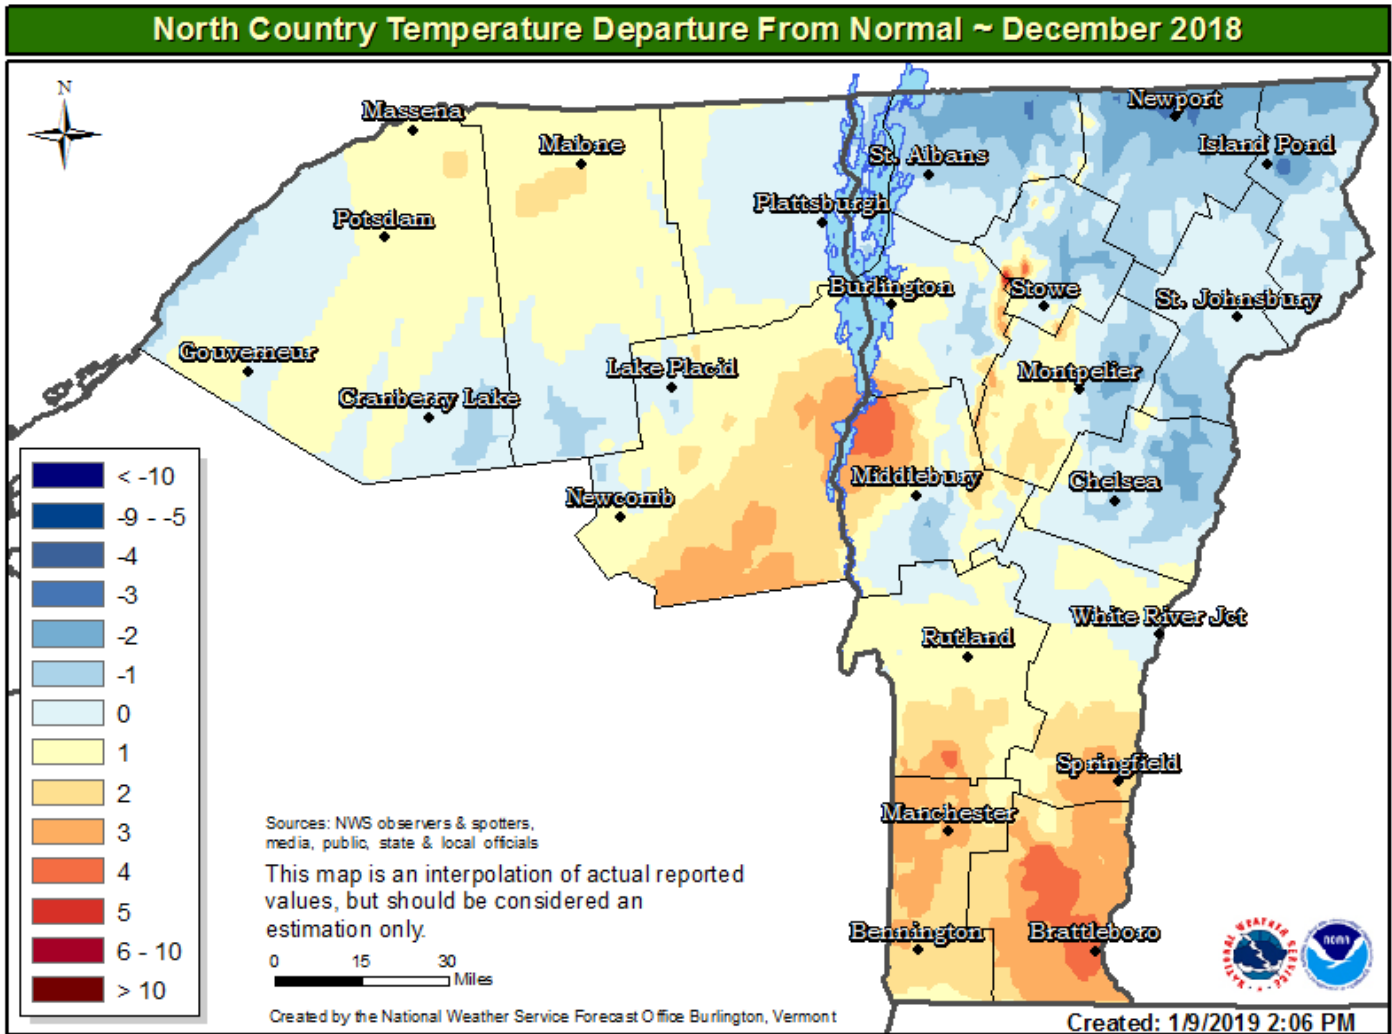 North Country Temperature Departure From Normal ~ December 2018
N
Massena
Malone
Newport
Island Pond
St. Albans
Plattsburgh
Potsdam
Burlington
Stowe
St. Johnsbury
Gouverneur
Lake Placid
Montpelier
Cranberry Lake
Middlebury
Chelsea
Newcomb
White River Jct
Rutland
Springfield
Manchester
Bennington
Brattleboro
< -10
-9 - -5
-4
-3
-2
-1
0
1
2
3
4
5
6 - 10
> 10
Sources: NWS observers & spotters,
media, public, state & local officials
This map is an interpolation of actual reported
values, but should be considered an
estimation only.
0 15 30
Miles
NATIONAL WEATHER SERVICE
noaa
Created by the National Weather Service Forecast Office Burlington, Vermont
Created: 1/9/2019 2:06 PM